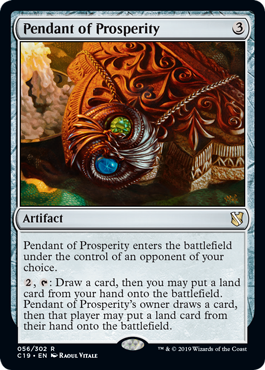 Pendant of Prosperity 3
Artifact
Pendant of Prosperity enters the battlefield
under the control of an opponent of your
choice.
2, T: Draw a card, then you may put a land
card from your hand onto the battlefield.
Pendant of Prosperity's owner draws a card,
then that player may put a land card from
their hand onto the battlefield.
056/302 R
C19 • EN Raoul Vitale
™ & © 2019 Wizards of the Coast